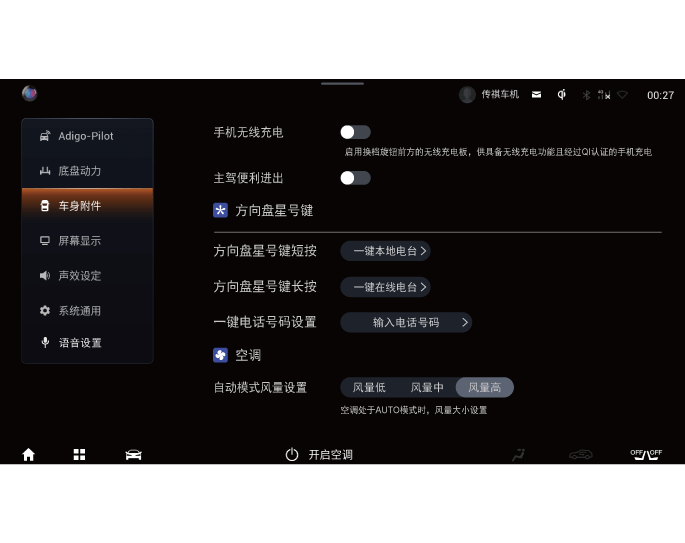 传祺车机 00:27
Adigo-Pilot
底盘动力
车身附件
屏幕显示
声效设定
系统通用
语音设置
手机无线充电
启用换档旋钮前方的无线充电板，供具备无线充电功能且经过QI认证的手机充电
主驾便利进出
方向盘星号键
方向盘星号键短按 一键本地电台
方向盘星号键长按 一键在线电台
一键电话号码设置 输入电话号码
空调
自动模式风量设置 风量低 风量中 风量高
空调处于AUTO模式时，风量大小设置
开启空调
OFF OFF